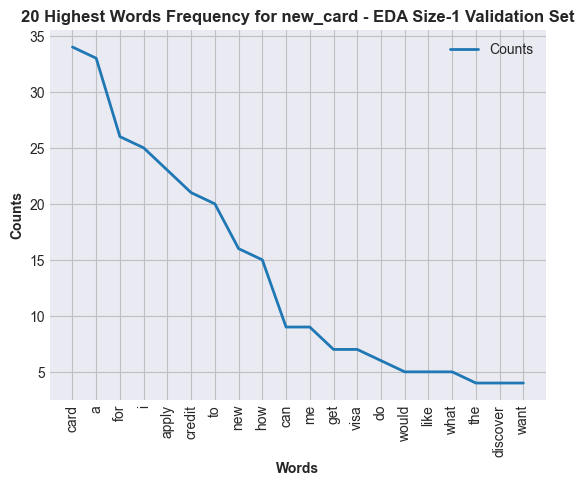 20 Highest Words Frequency for new_card - EDA Size-1 Validation Set
Counts
35
30
25
20
15
10
5
Counts
card
a
for
i
apply
credit
to
new
how
can
me
get
visa
do
would
like
what
the
discover
want
Words